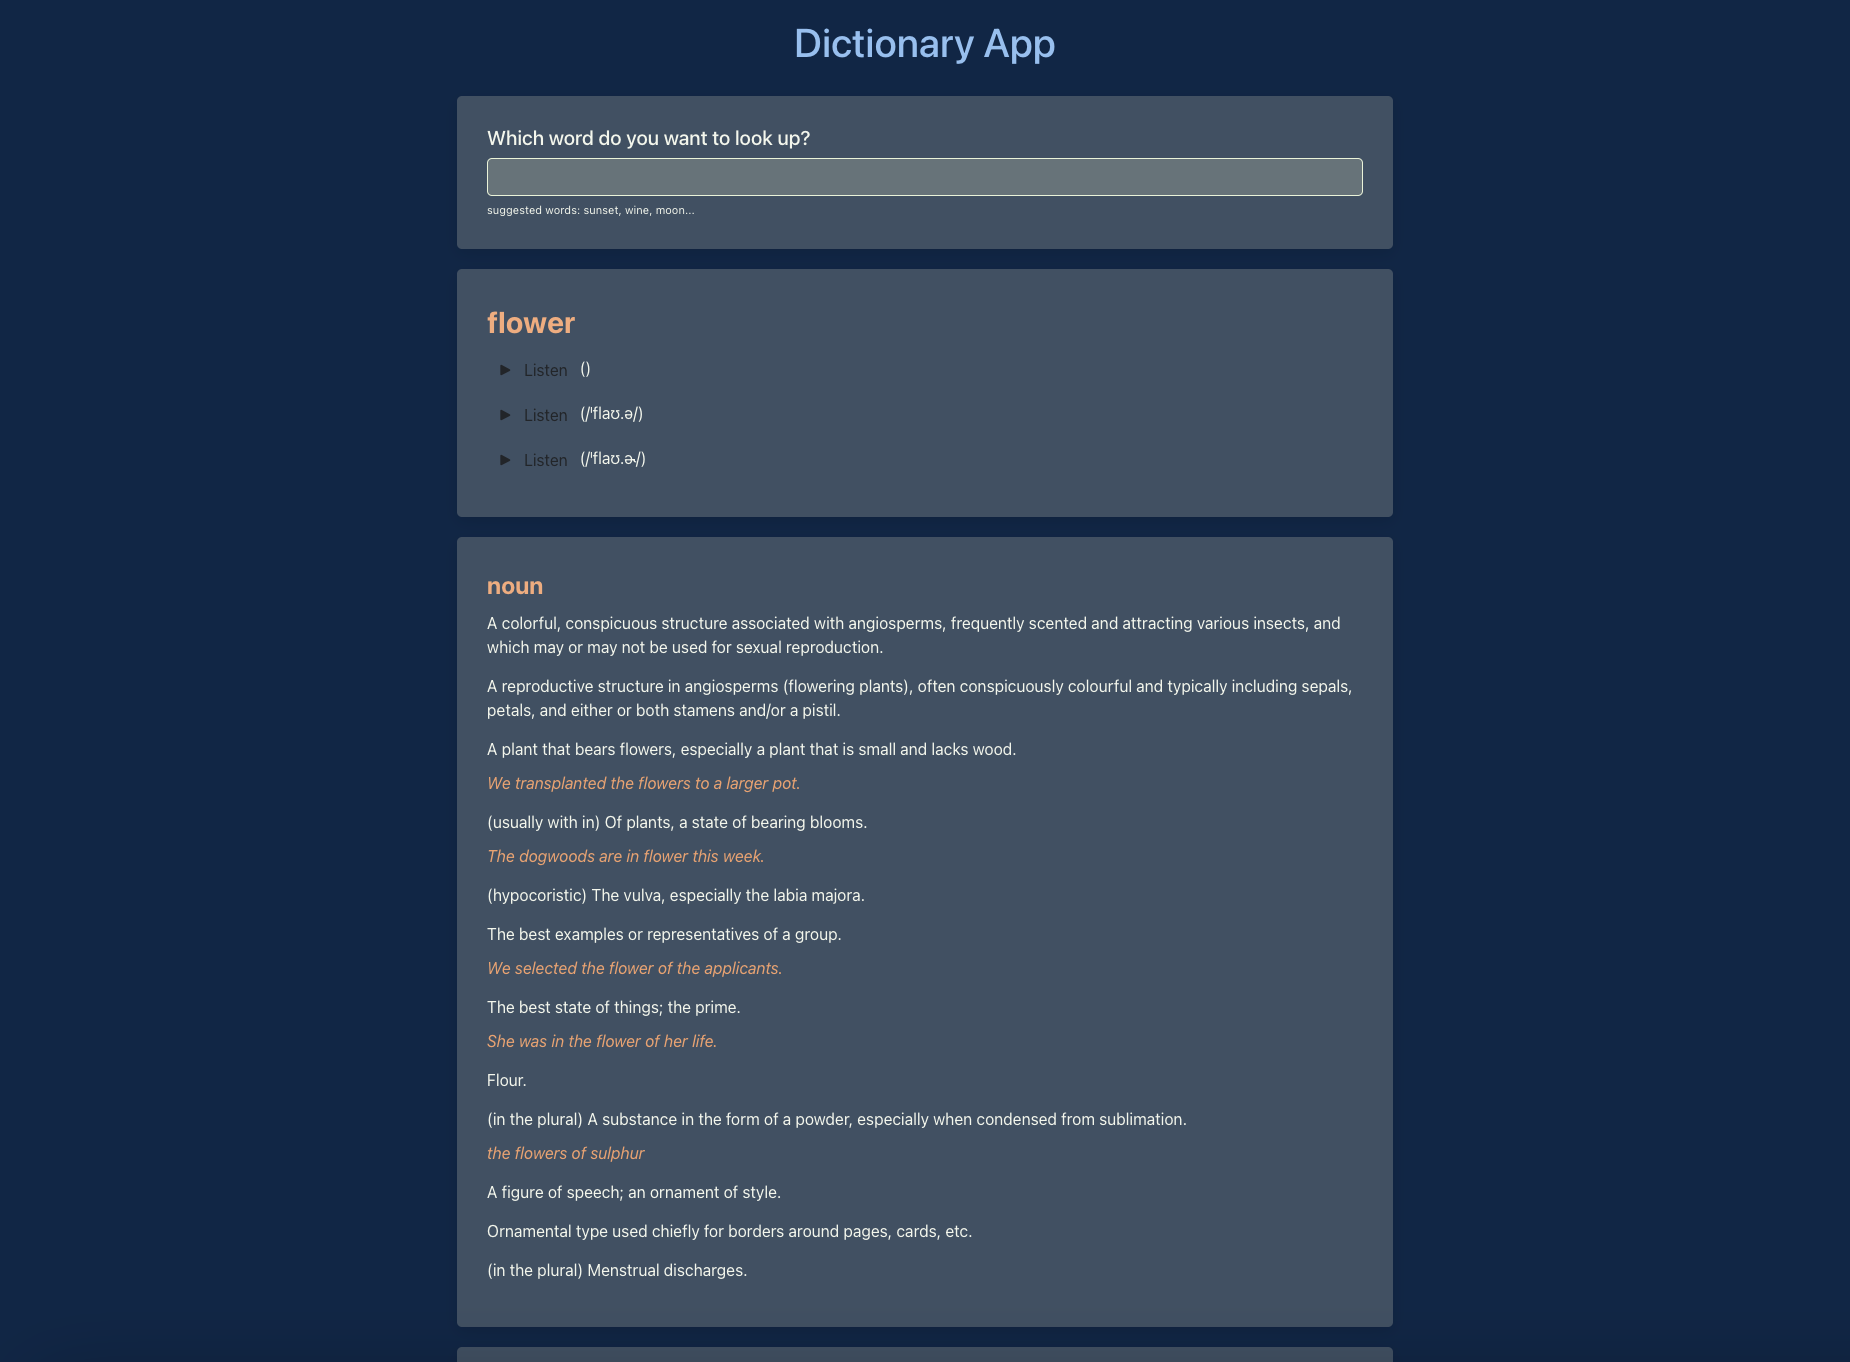 Dictionary App
Which word do you want to look up?
suggested words: sunset, wine, moon...
flower
Listen ()
Listen (/ˈflaʊ.ə/)
Listen (/ˈflaʊ.ɚ/)
noun
A colorful, conspicuous structure associated with angiosperms, frequently scented and attracting various insects, and
which may or may not be used for sexual reproduction.
A reproductive structure in angiosperms (flowering plants), often conspicuously colourful and typically including sepals,
petals, and either or both stamens and/or a pistil.
A plant that bears flowers, especially a plant that is small and lacks wood.
We transplanted the flowers to a larger pot.
(usually with in) Of plants, a state of bearing blooms.
The dogwoods are in flower this week.
(hypocoristic) The vulva, especially the labia majora.
The best examples or representatives of a group.
We selected the flower of the applicants.
The best state of things; the prime.
She was in the flower of her life.
Flour.
(in the plural) A substance in the form of a powder, especially when condensed from sublimation.
the flowers of sulphur
A figure of speech; an ornament of style.
Ornamental type used chiefly for borders around pages, cards, etc.
(in the plural) Menstrual discharges.